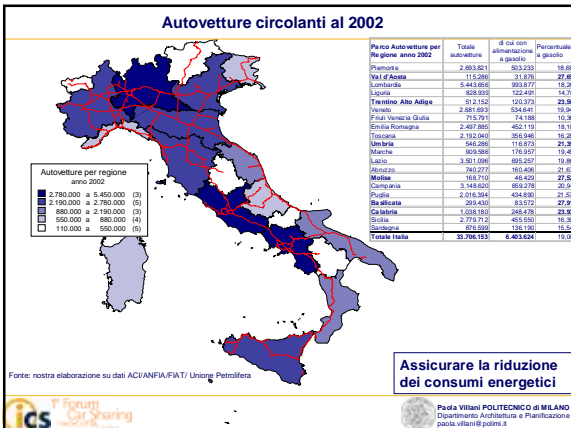 Autovetture circolanti al 2002
Parco Autovetture per Regione anno 2002 Totale autovetture di cui con alimentazione a gasolio Percentuale a gasolio
Piemonte 2.693.821 503.233
Val d'Aosta 115.286 31.876
Lombardia 5.443.656 993.877
Liguria 828.939 122.491
Trentino Alto Adige 512.152 120.373
Veneto 2.681.693 534.641
Friuli Venezia Giulia 715.791 74.188
Emilia Romagna 2.497.885 452.119
Toscana 2.192.040 356.946
Umbria 546.286 116.873
Marche 909.586 176.957
Lazio 3.501.096 695.257
Abruzzo 740.277 160.406
Molise 168.710 46.429
Campania 3.148.620 659.278
Puglia 2.016.394 434.890
Basilicata 299.430 83.572
Calabria 1.038.180 248.478
Sicilia 2.779.712 455.550
Sardegna 876.599 136.190
Totale Italia 33.706.153 6.403.624
Autovetture per regione
anno 2002
2.780.000 a 5.450.000 (3)
2.190.000 a 2.780.000 (5)
880.000 a 2.190.000 (3)
550.000 a 880.000 (4)
110.000 a 550.000 (5)
Fonte: nostra elaborazione su dati ACI/ANFIA/FIAT/ Unione Petrolifera
Assicurare la riduzione
dei consumi energetici
ics
1° Forum
Car Sharing
Paola Villani POLITECNICO di MILANO
Dipartimento Architettura e Pianificazione
paola.villani@polimi.it